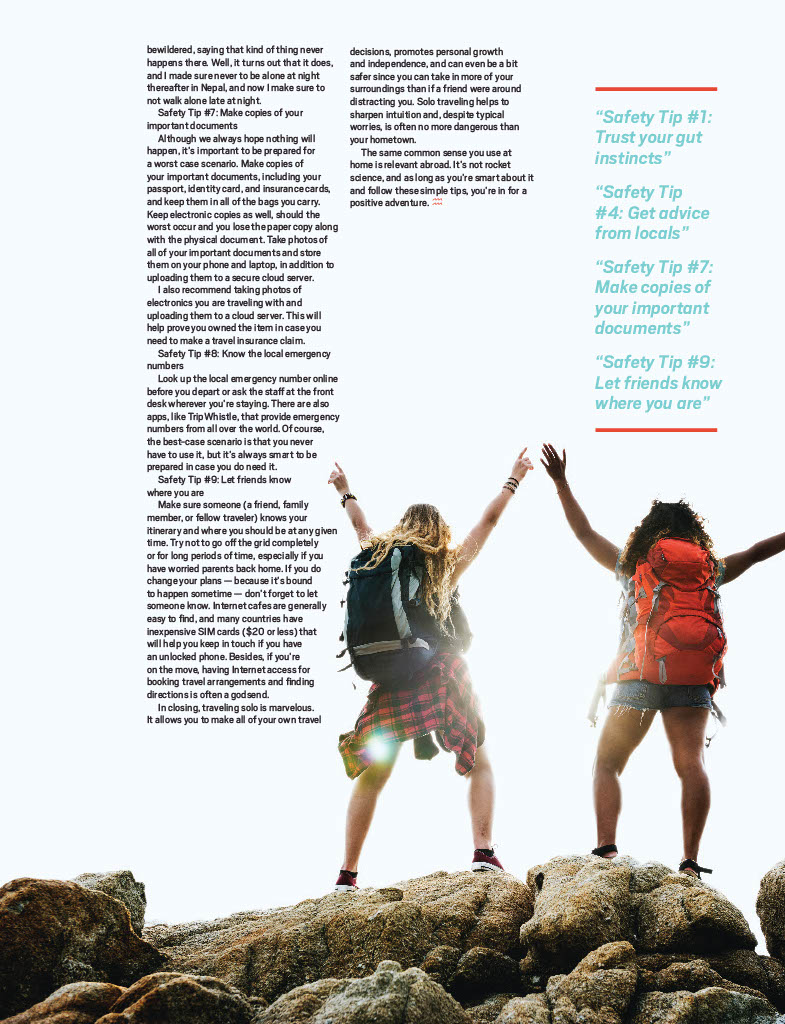 bewildered, saying that kind of thing never
happens there. Well, it turns out that it does,
and I made sure never to be alone at night
thereafter in Nepal, and now I make sure to
not walk alone late at night.
Safety Tip #7: Make copies of your
important documents
Although we always hope nothing will
happen, it's important to be prepared for
a worst case scenario. Make copies of
your important documents, including your
passport, identity card, and insurance cards,
and keep them in all of the bags you carry.
Keep electronic copies as well, should the
worst occur and you lose the paper copy along
with the physical document. Take photos of
all of your important documents and store
them on your phone and laptop, in addition to
uploading them to a secure cloud server.
I also recommend taking photos of
electronics you are traveling with and
uploading them to a cloud server. This will
help prove you owned the item in case you
need to make a travel insurance claim.
Safety Tip #8: Know the local emergency
numbers
Look up the local emergency number online
before you depart or ask the staff at the front
desk wherever you're staying. There are also
apps, like TripWhistle, that provide emergency
numbers from all over the world. Of course,
the best-case scenario is that you never
have to use it, but it's always smart to be
prepared in case you do need it.
Safety Tip #9: Let friends know
where you are
Make sure someone (a friend, family
member, or fellow traveler) knows your
itinerary and where you should be at any given
time. Try not to go off the grid completely
or for long periods of time, especially if you
have worried parents back home. If you do
change your plans — because it's bound
to happen sometime — don't forget to let
someone know. Internet cafes are generally
easy to find, and many countries have
inexpensive SIM cards ($20 or less) that
will help you keep in touch if you have
an unlocked phone. Besides, if you're
on the move, having Internet access for
booking travel arrangements and finding
directions is often a godsend.
In closing, traveling solo is marvelous.
It allows you to make all of your own travel
decisions, promotes personal growth
and independence, and can even be a bit
safer since you can take in more of your
surroundings than if a friend were around
distracting you. Solo traveling helps to
sharpen intuition and, despite typical
worries, is often no more dangerous than
your hometown.
The same common sense you use at
home is relevant abroad. It's not rocket
science, and as long as you're smart about it
and follow these simple tips, you're in for a
positive adventure.
“Safety Tip #1:
Trust your gut
instincts”
“Safety Tip
#4: Get advice
from locals”
“Safety Tip #7:
Make copies of
your important
documents”
“Safety Tip #9:
Let friends know
where you are”